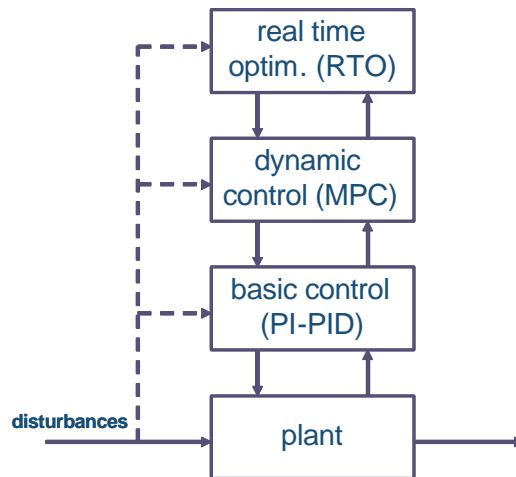 real time
optim. (RTO)
dynamic
control (MPC)
basic control
(PI-PID)
disturbances
plant